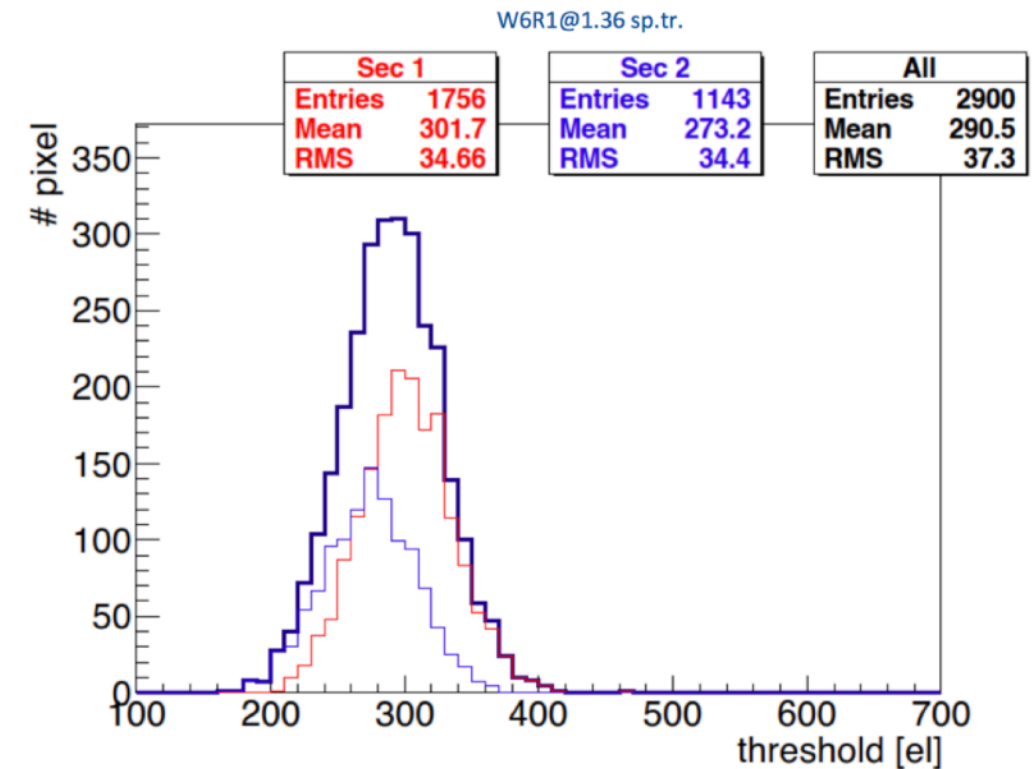 W6R1@1.36 sp.tr.
Sec 1
Entries 1756
Mean 301.7
RMS 34.66
Sec 2
Entries 1143
Mean 273.2
RMS 34.4
All
Entries 2900
Mean 290.5
RMS 37.3
# pixel
350
300
250
200
150
100
50
0
100 200 300 400 500 600 700
threshold [el]